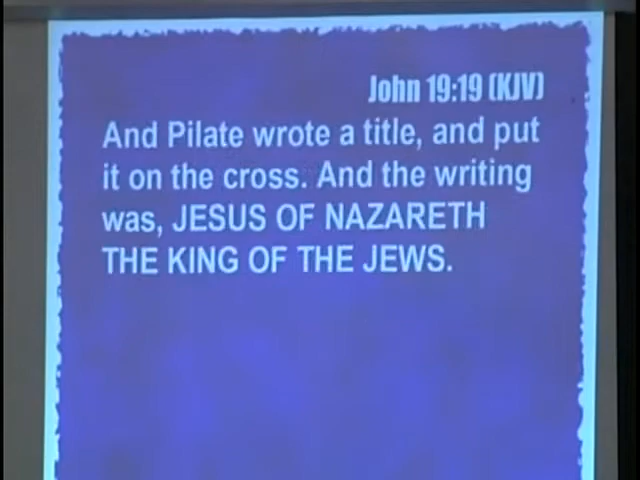 John 19:19 (KJV)
And Pilate wrote a title, and put
it on the cross. And the writing
was, JESUS OF NAZARETH
THE KING OF THE JEWS.